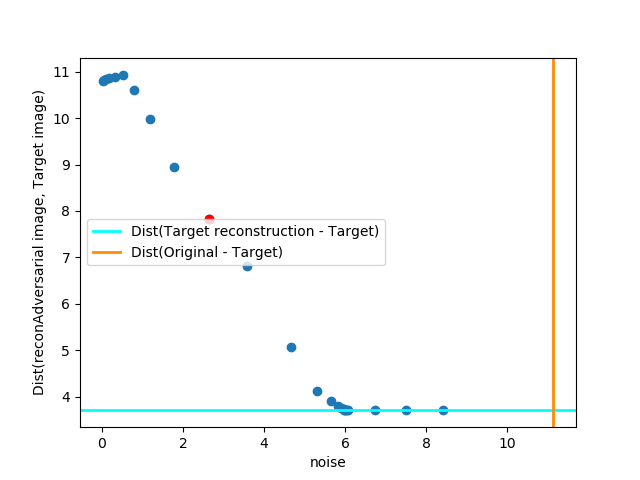 11
10
9
8
7
6
5
4
Dist(reconAdversarial image, Target image)
Dist(Target reconstruction - Target)
Dist(Original - Target)
0 2 4 6 8 10
noise